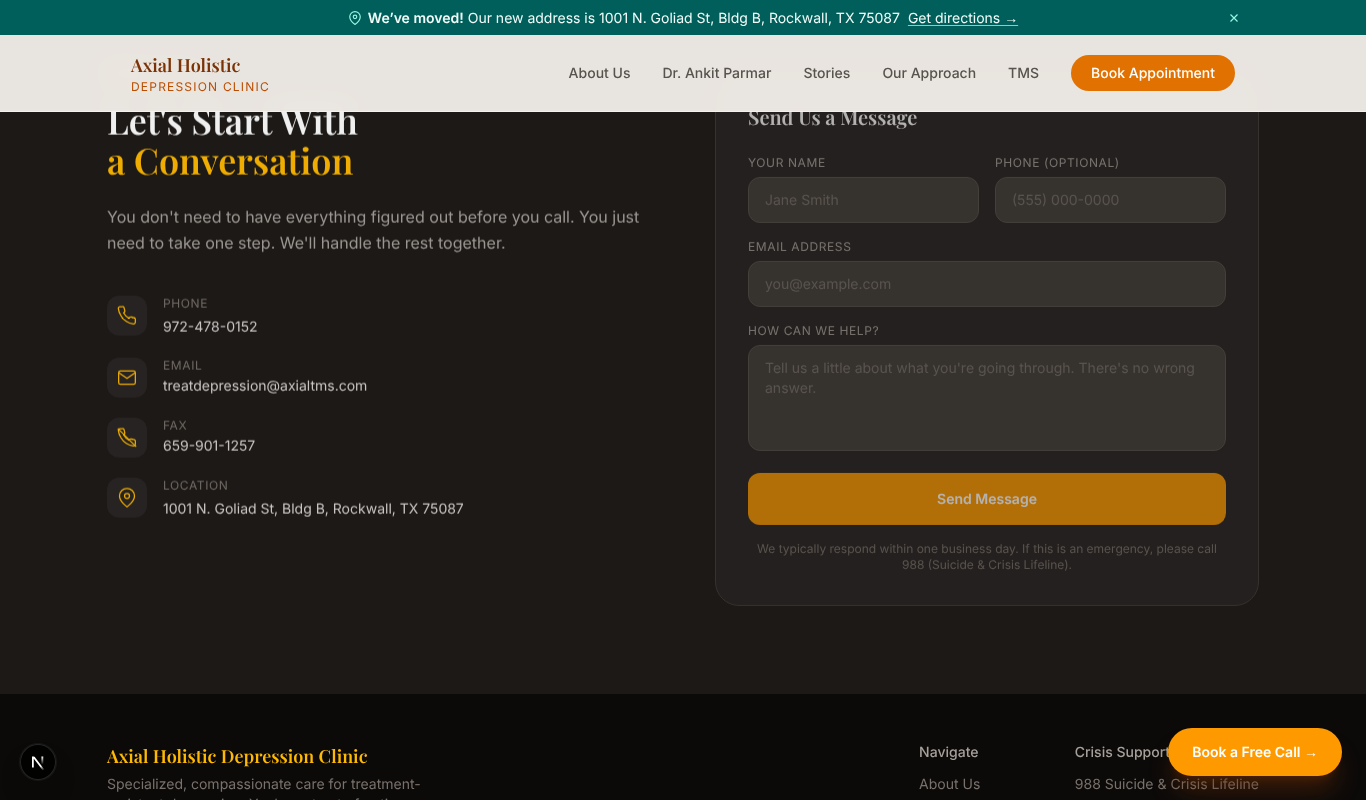 We've moved! Our new address is 1001 N. Goliad St, Bldg B, Rockwall, TX 75087 Get directions → ×
Axial Holistic
DEPRESSION CLINIC
About Us Dr. Ankit Parmar Stories Our Approach TMS Book Appointment
Let's Start With
a Conversation
You don't need to have everything figured out before you call. You just
need to take one step. We'll handle the rest together.
PHONE
972-478-0152
EMAIL
treatdepression@axialtms.com
FAX
659-901-1257
LOCATION
1001 N. Goliad St, Bldg B, Rockwall, TX 75087
Send Us a Message
YOUR NAME PHONE (OPTIONAL)
Jane Smith (555) 000-0000
EMAIL ADDRESS
you@example.com
HOW CAN WE HELP?
Tell us a little about what you're going through. There's no wrong
answer.
Send Message
We typically respond within one business day. If this is an emergency, please call
988 (Suicide & Crisis Lifeline).
Axial Holistic Depression Clinic
Specialized, compassionate care for treatment-
Navigate
About Us
Crisis Support
988 Suicide & Crisis Lifeline
Book a Free Call →
N